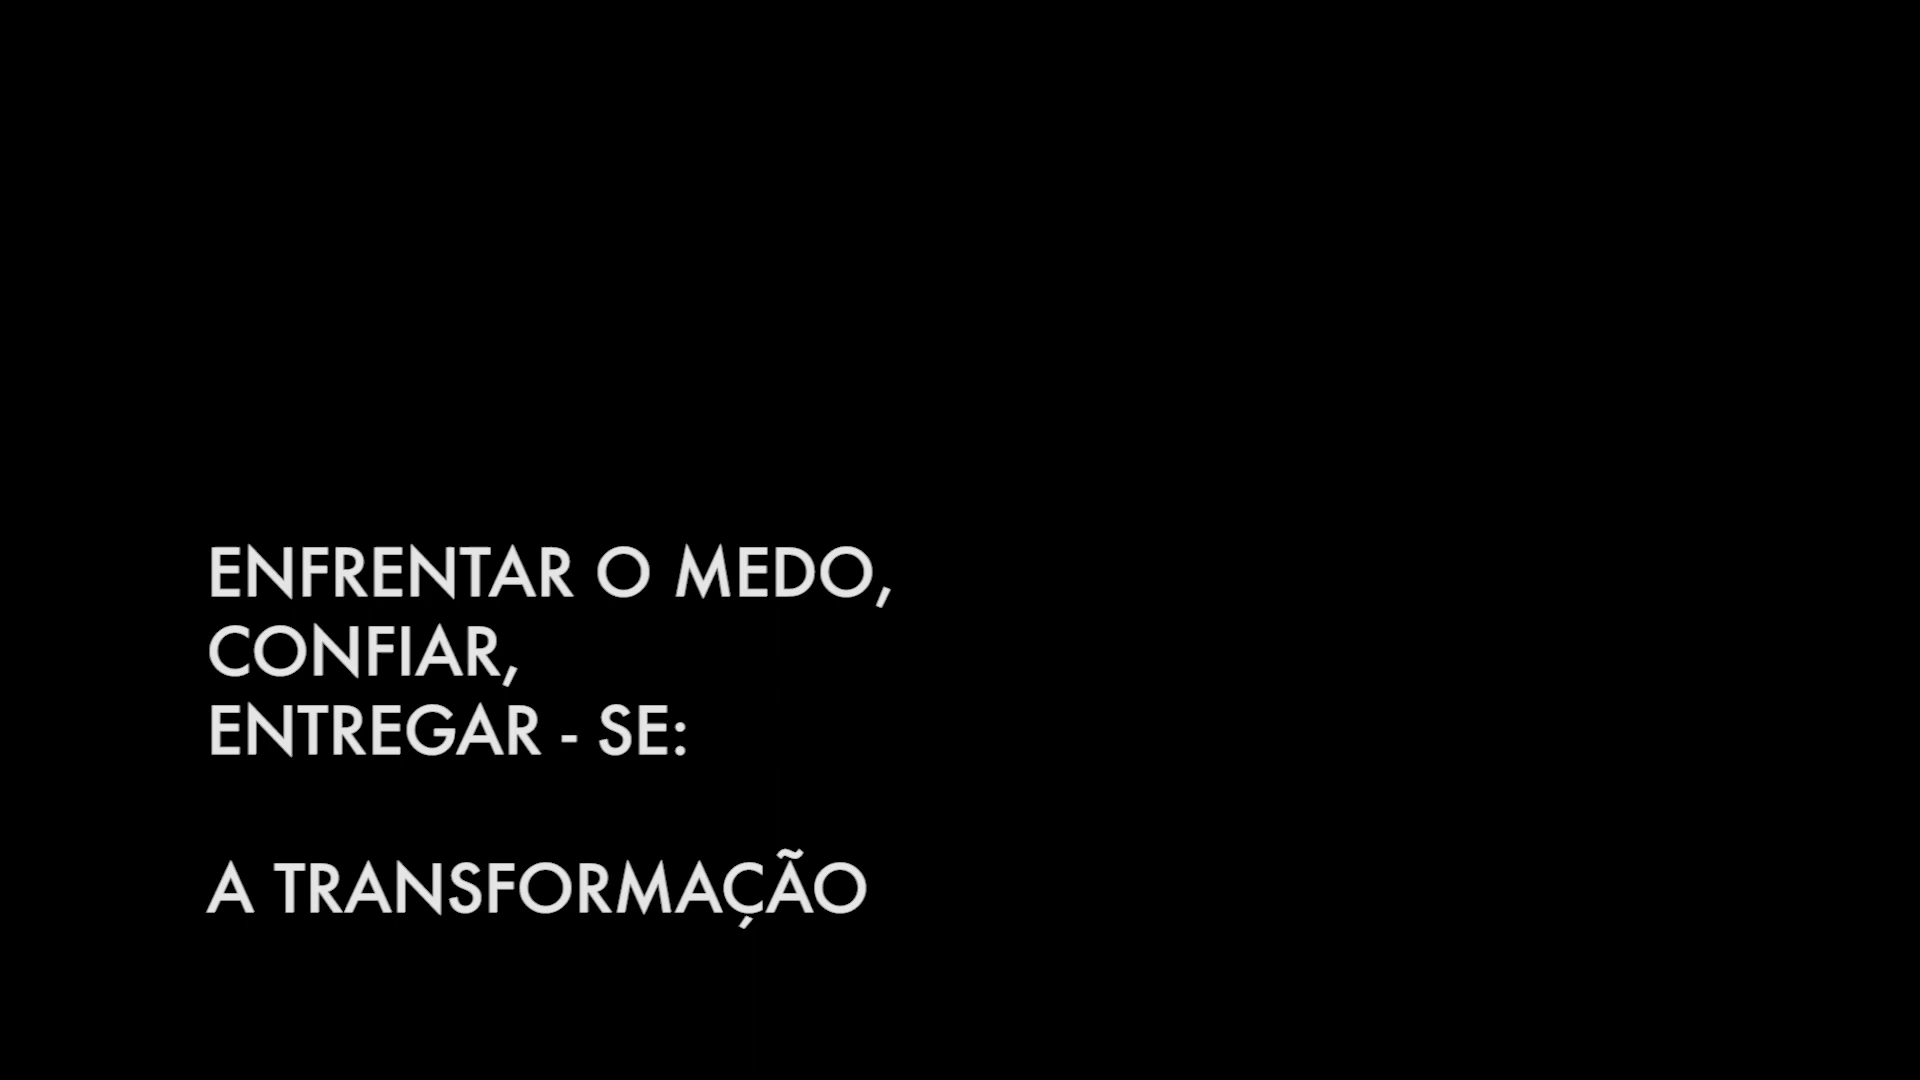 ENFRENTAR O MEDO,
CONFIAR,
ENTREGAR - SE:
A TRANSFORMAÇÃO